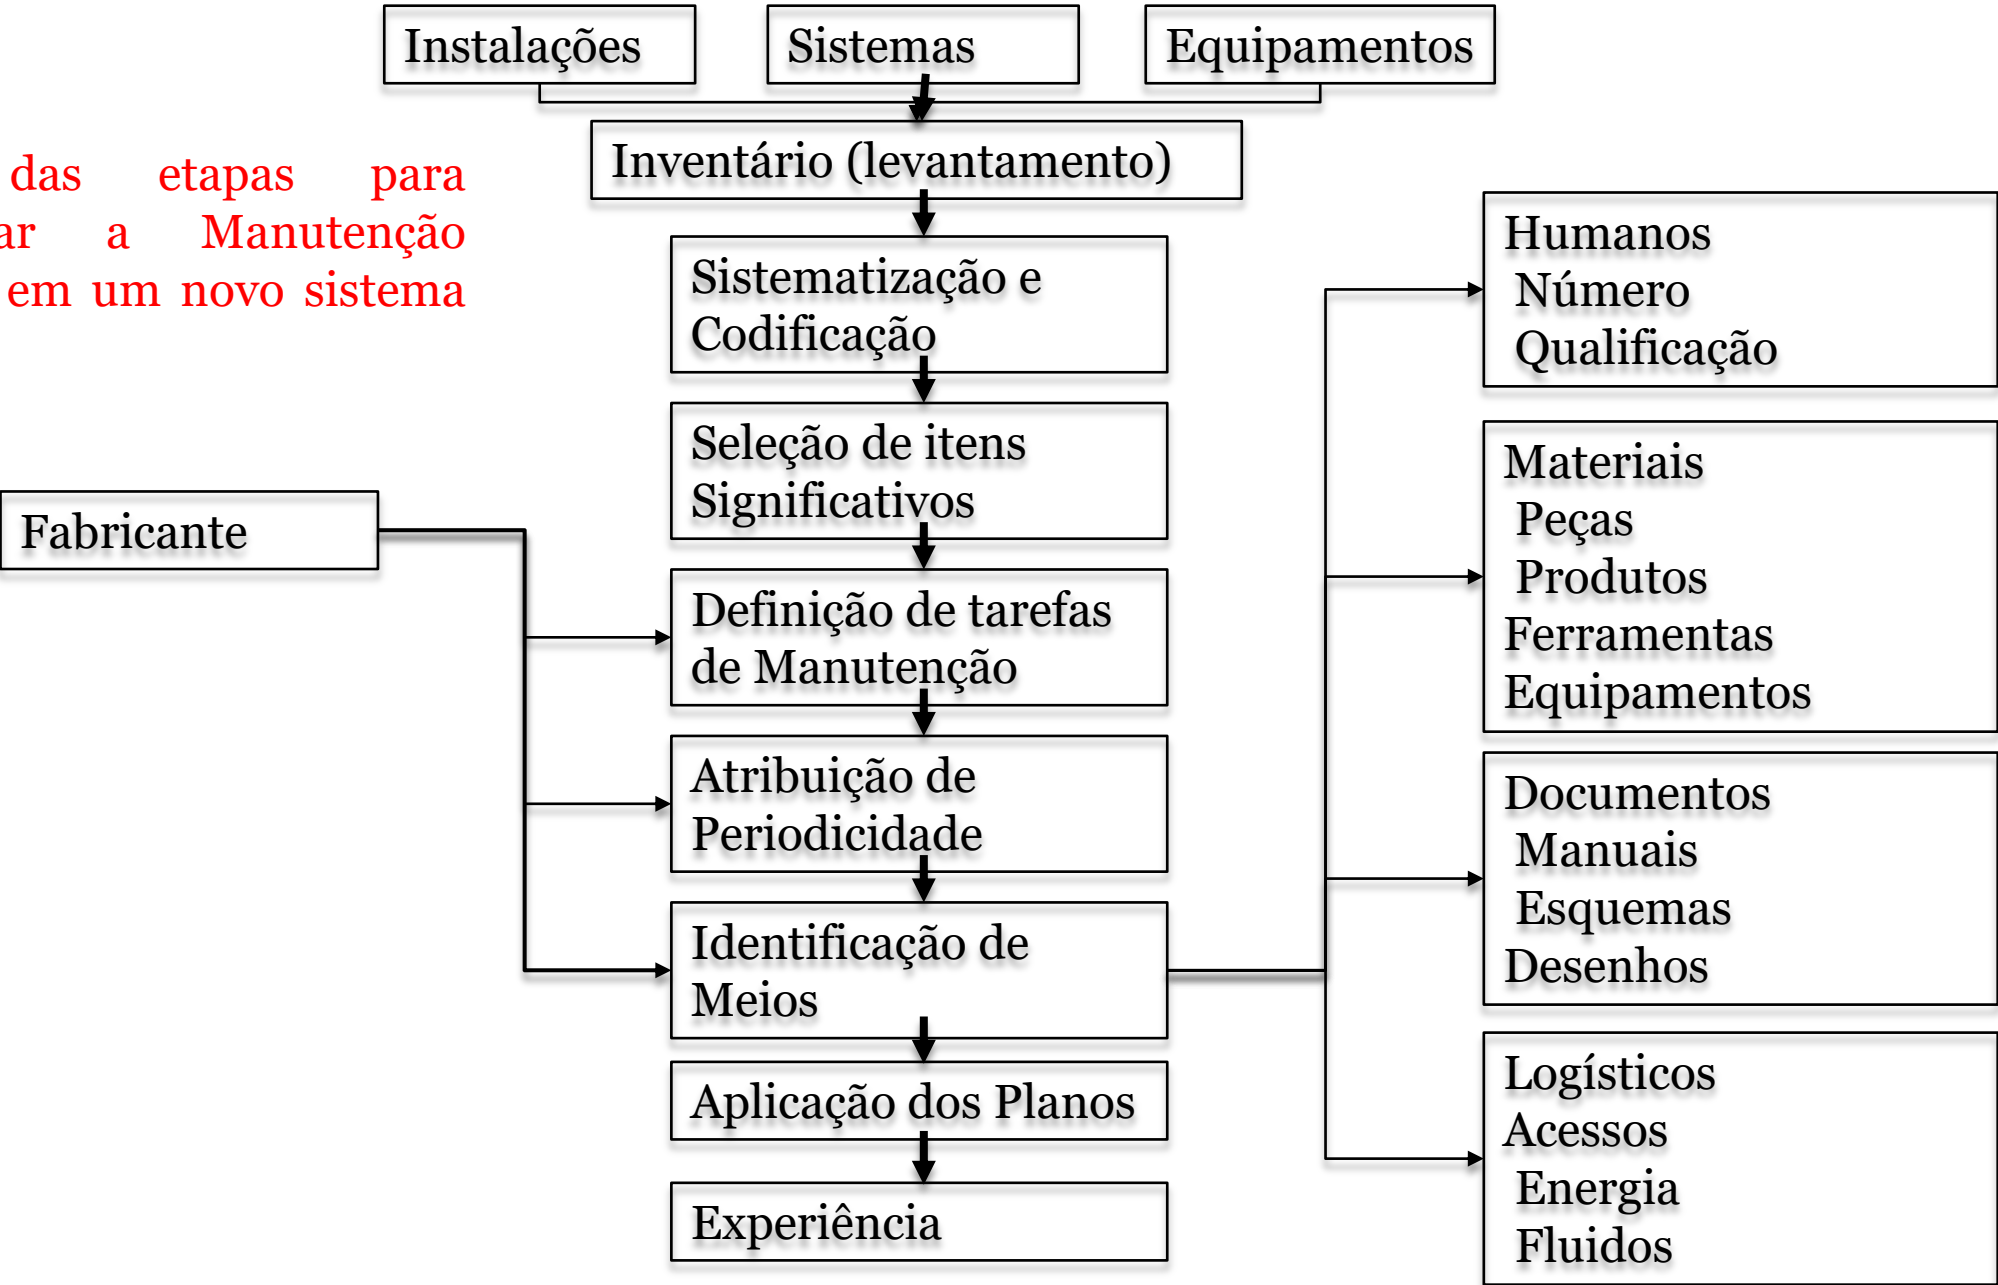 Instalações
Sistemas
Equipamentos
Inventário (levantamento)
das etapas para
a Manutenção
em um novo sistema
Sistematização e
Codificação
Seleção de itens
Significativos
Fabricante
Definição de tarefas
de Manutenção
Atribuição de
Periodicidade
Identificação de
Meios
Aplicação dos Planos
Experiência
Humanos
Número
Qualificação
Materiais
Peças
Produtos
Ferramentas
Equipamentos
Documentos
Manuais
Esquemas
Desenhos
Logísticos
Acessos
Energia
Fluidos